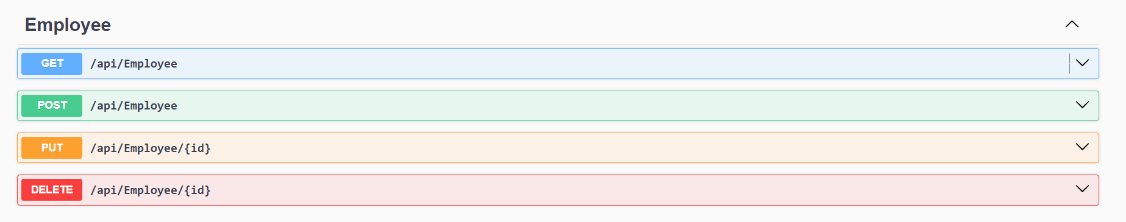 Employee
GET /api/Employee
POST /api/Employee
PUT /api/Employee/{id}
DELETE /api/Employee/{id}